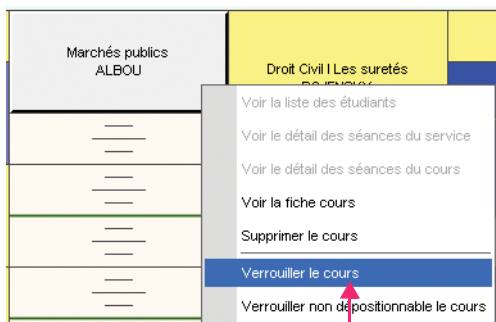 Marchés publics
ALBOU
Droit Civil I Les suretés
Voir la liste des étudiants
Voir le détail des séances du service
Voir le détail des séances du cours
Voir la fiche cours
Supprimer le cours
Verrouiller le cours
Verrouiller non dépositionnable le cours